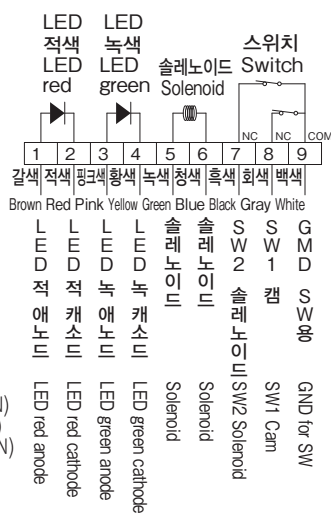 LED 적색 LED red
LED 녹색 LED green
솔레노이드 Solenoid
스위치 Switch
NC NC COM
1 2 3 4 5 6 7 8 9
갈색 적색 핑크색 황색 녹색 청색 흑색 회색 백색
Brown Red Pink Yellow Green Blue Black Gray White
LED 적 애노드
LED 적 캐소드
LED 녹 애노드
LED 녹 캐소드
솔레노이드
솔레노이드
SW2 솔레노이드
SW1 캠
GMD SW용
LED red anode
LED red cathode
LED green anode
LED green cathode
Solenoid
Solenoid
SW2 Solenoid
SW1 Cam
GND for SW
N)
)
N)